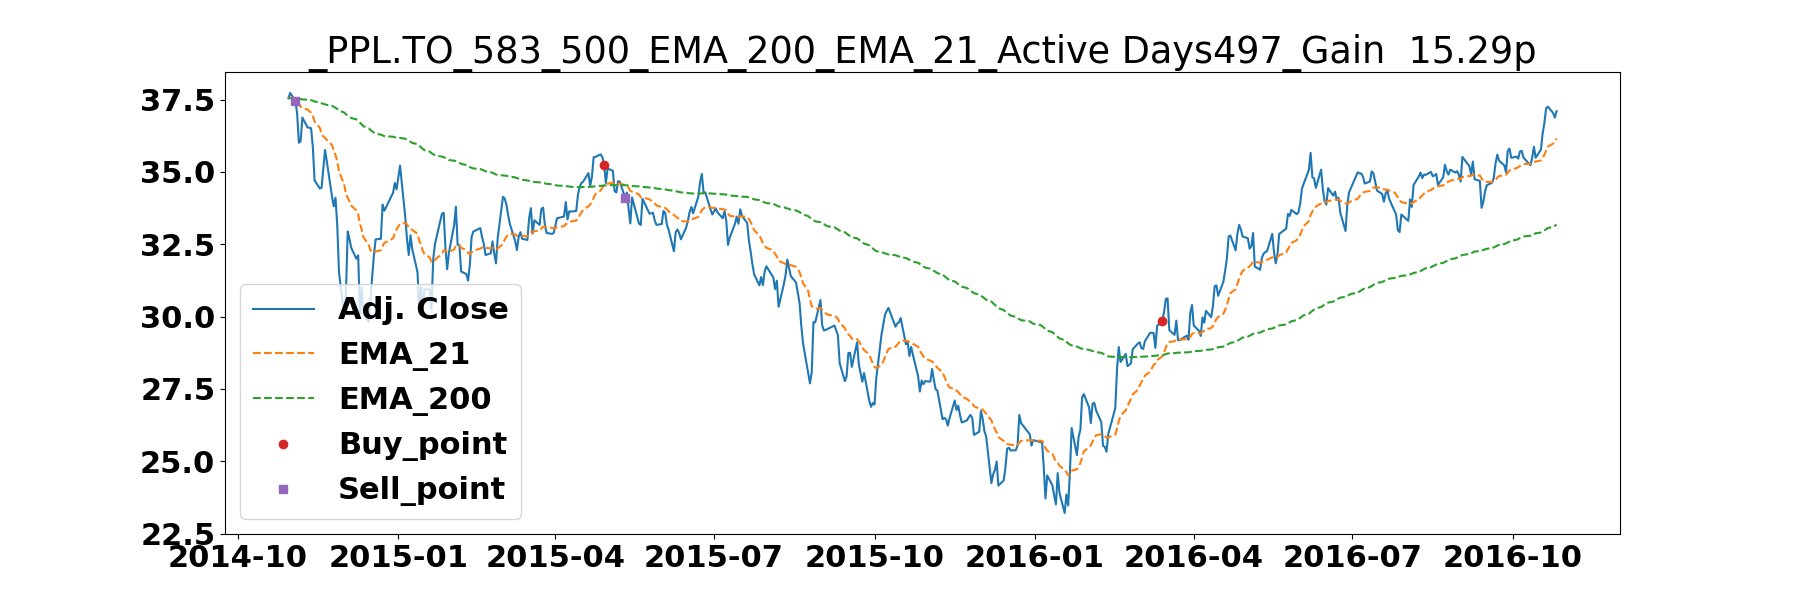 _PPL.TO_583_500_EMA_200_EMA_21_Active Days497_Gain  15.29p
37.5
35.0
32.5
30.0
27.5
25.0
22.5
Adj. Close
EMA_21
EMA_200
Buy_point
Sell_point
2014-10 2015-01 2015-04 2015-07 2015-10 2016-01 2016-04 2016-07 2016-10